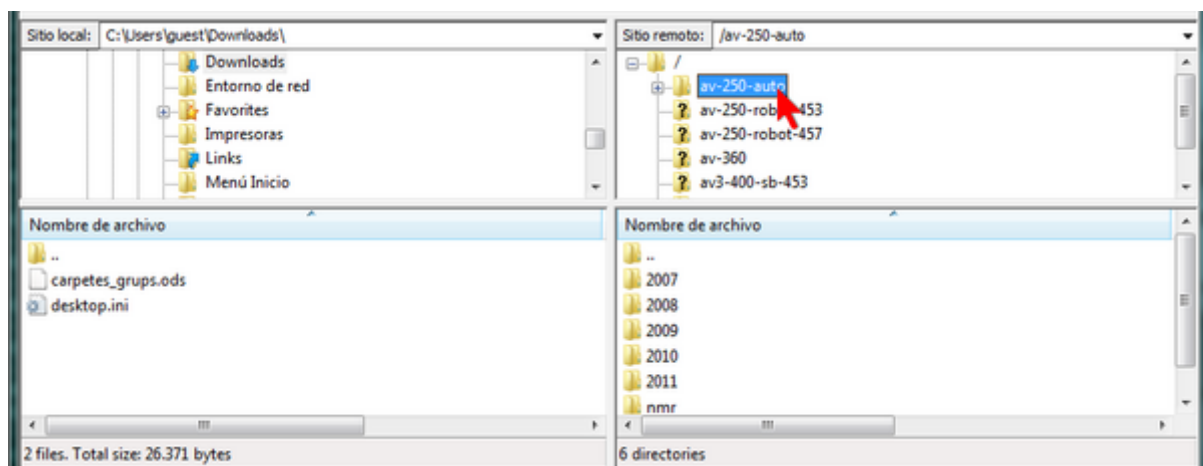 Sitio local: C:\Users\guest\Downloads\
Downloads
Entorno de red
Favorites
Impresoras
Links
Menú Inicio
Nombre de archivo
..
carpetes_grups.ods
desktop.ini
2 files. Total size: 26.371 bytes
Sitio remoto: /av-250-auto
/
av-250-auto
av-250-robot-453
av-250-robot-457
av-360
av3-400-sb-453
Nombre de archivo
..
2007
2008
2009
2010
2011
nmr
6 directories